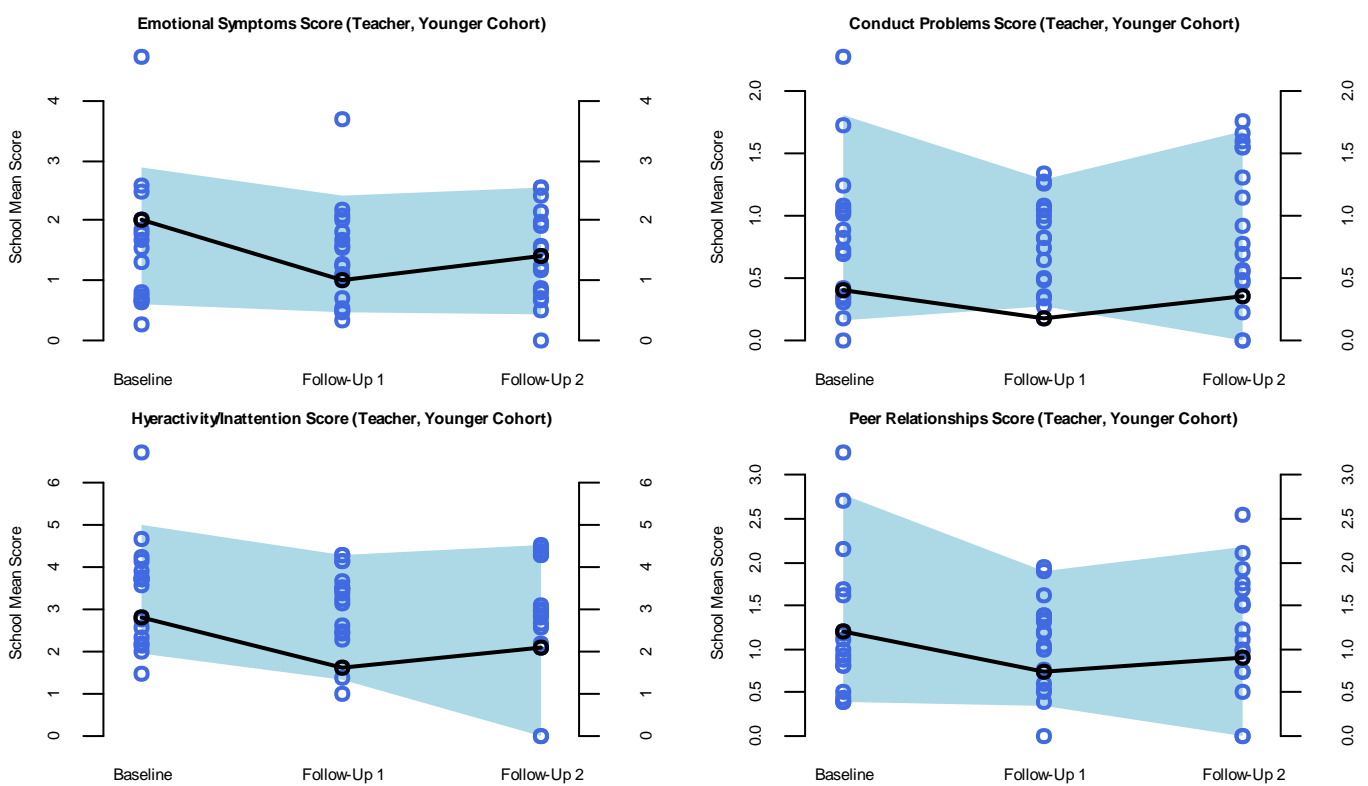 Emotional Symptoms Score (Teacher, Younger Cohort)
School Mean Score
0 1 2 3 4
0 1 2 3 4
Baseline Follow-Up 1 Follow-Up 2
Conduct Problems Score (Teacher, Younger Cohort)
School Mean Score
0.0 0.5 1.0 1.5 2.0
0.0 0.5 1.0 1.5 2.0
Baseline Follow-Up 1 Follow-Up 2
Hyeractivity/Inattention Score (Teacher, Younger Cohort)
School Mean Score
0 1 2 3 4 5 6
0 1 2 3 4 5 6
Baseline Follow-Up 1 Follow-Up 2
Peer Relationships Score (Teacher, Younger Cohort)
School Mean Score
0.0 0.5 1.0 1.5 2.0 2.5 3.0
0.0 0.5 1.0 1.5 2.0 2.5 3.0
Baseline Follow-Up 1 Follow-Up 2